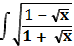 ∫√((1 − √x)/(1 + √x))